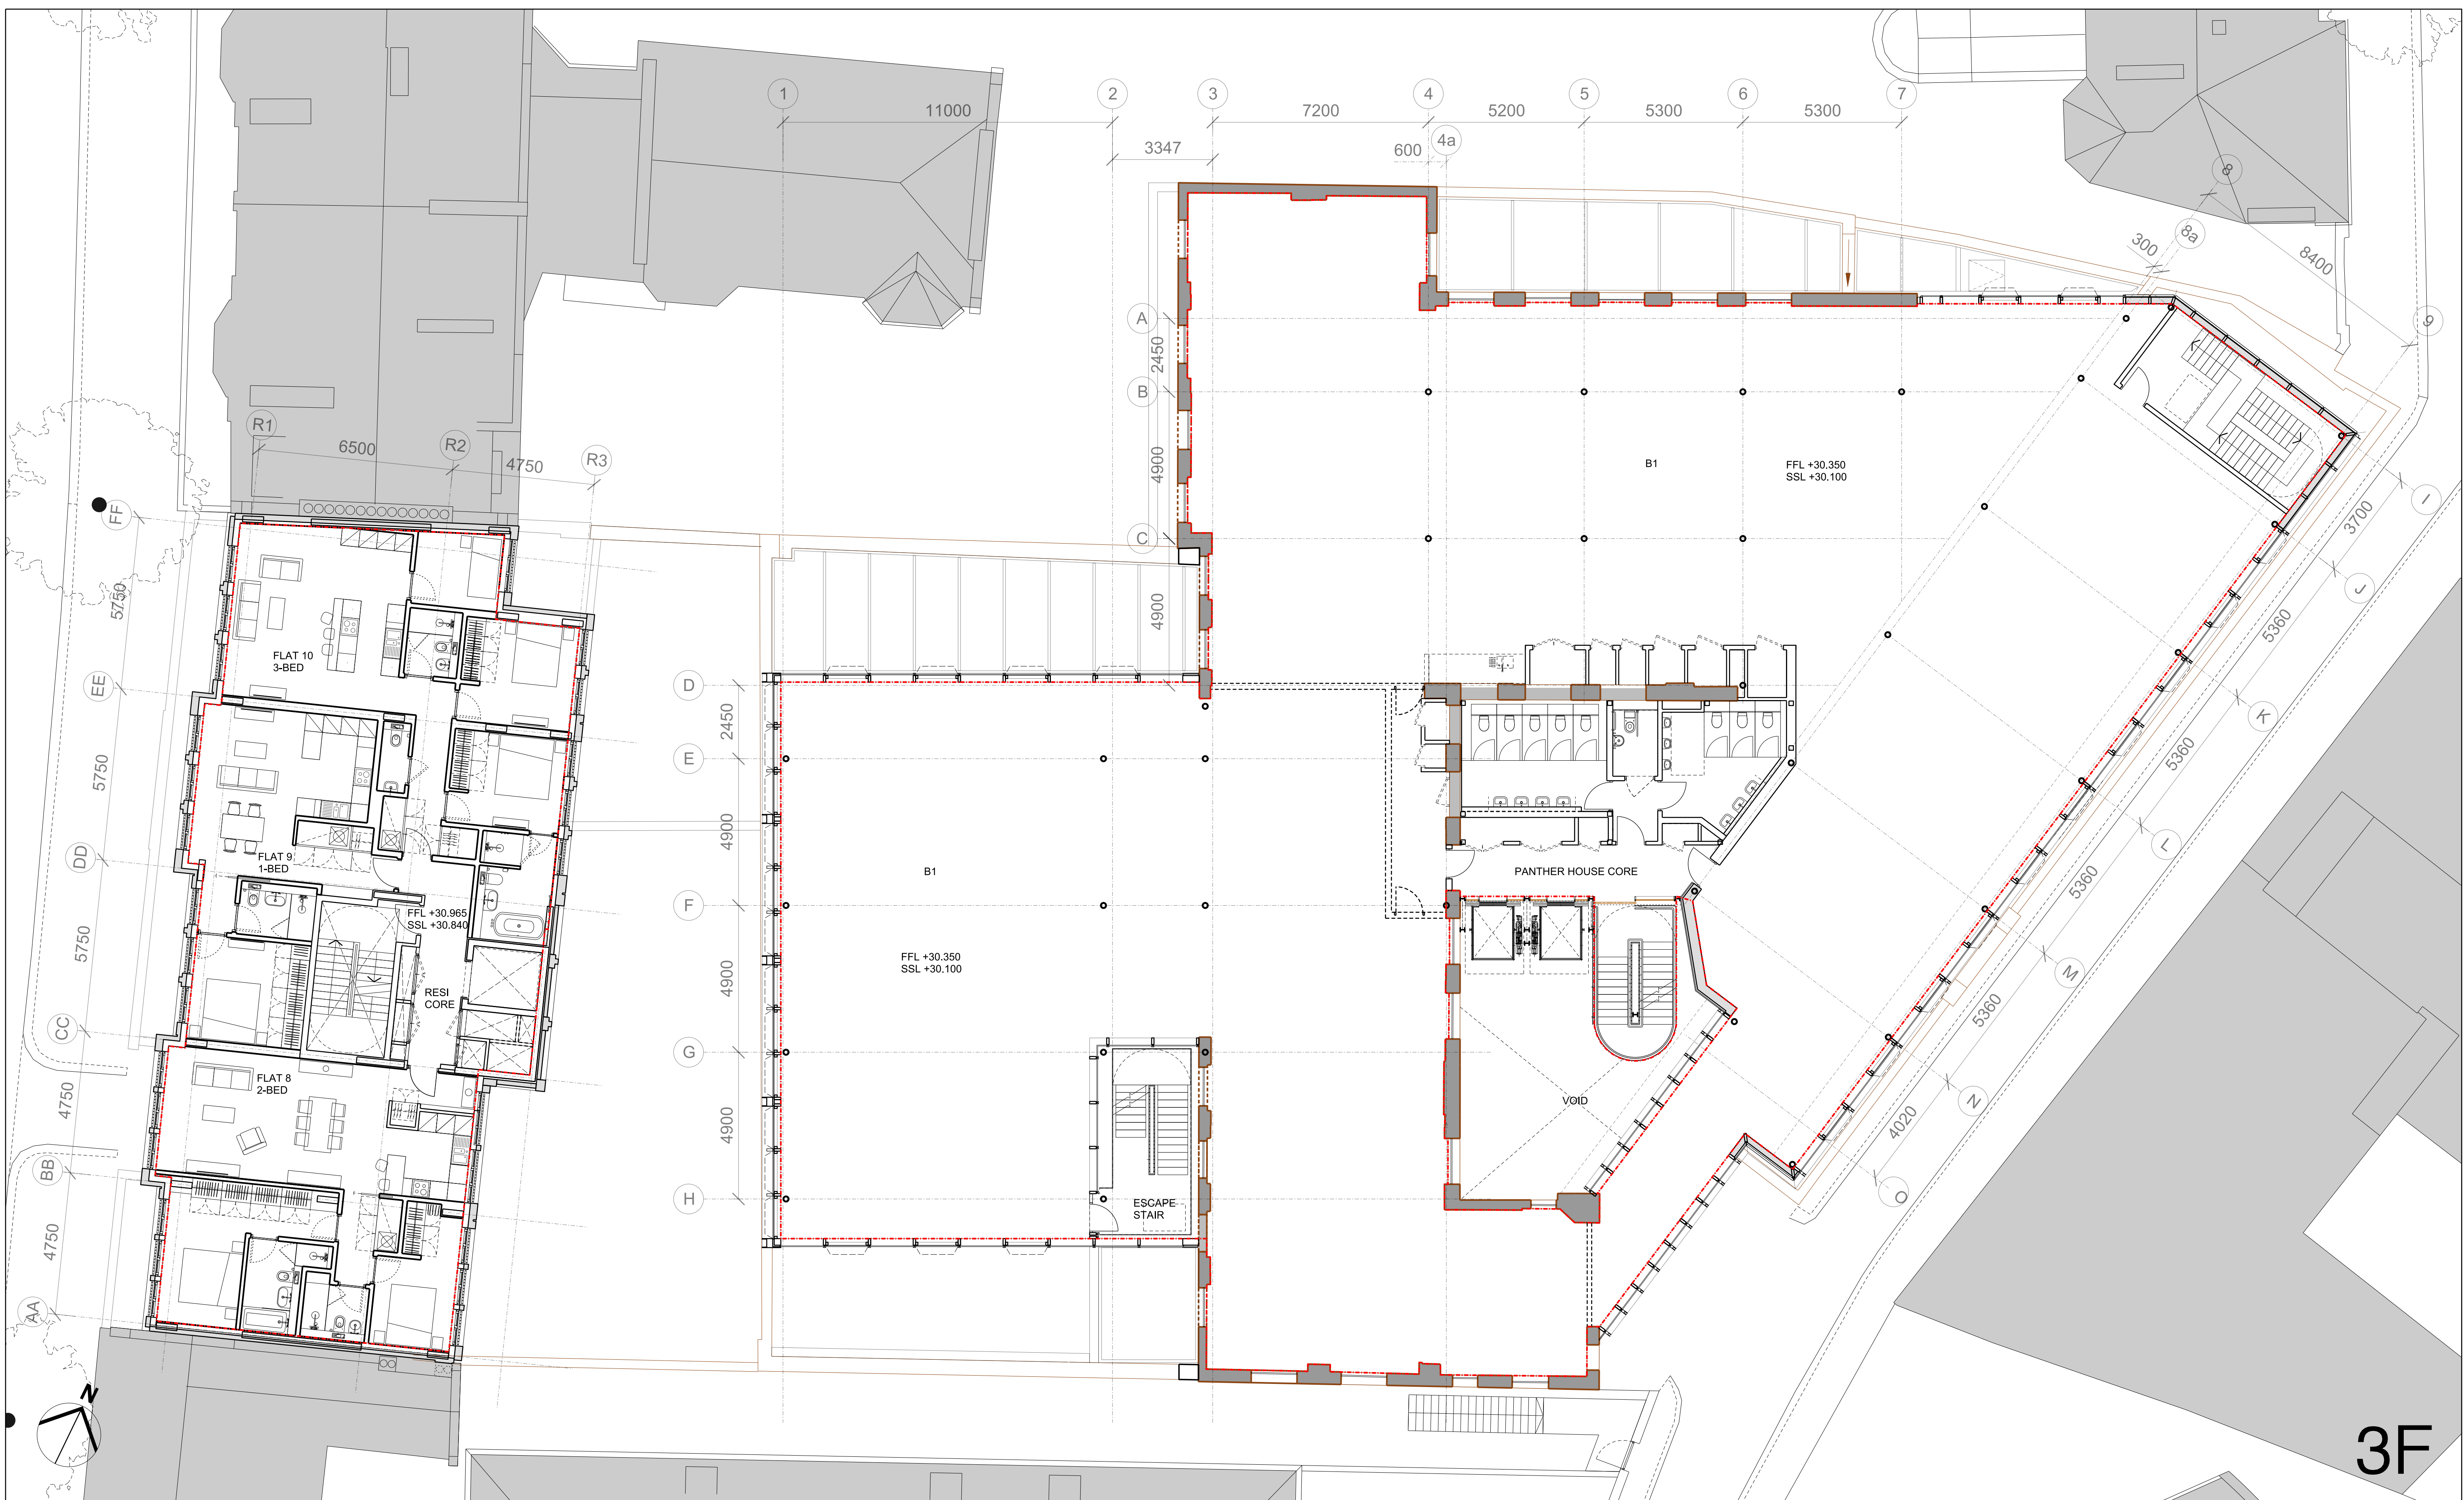 1
2
3
4
5
6
7
11000
7200
5200
5300
5300
3347
600
4a
8
8a
300
8400
9
A
2450
B
4900
C
4900
D
2450
E
4900
F
4900
G
4900
H
R1
6500
R2
4750
R3
FF
5750
EE
5750
DD
5750
CC
4750
BB
4750
AA
I
3700
J
5360
K
5360
L
5360
M
5360
N
4020
O
B1
FFL +30.350
SSL +30.100
FLAT 10
3-BED
FLAT 9
1-BED
FFL +30.965
SSL +30.840
RESI
CORE
FLAT 8
2-BED
B1
FFL +30.350
SSL +30.100
PANTHER HOUSE CORE
VOID
ESCAPE
STAIR
N
3F